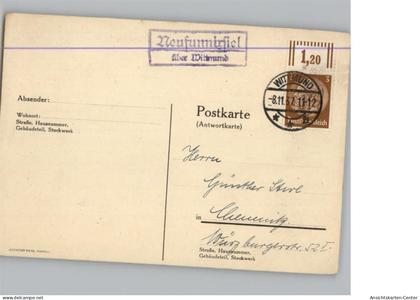 Neufunnixsiel
über Wittmund
1,20
WITTMUND
-8.11.37.11-12
3
Absender:
Wohnort:
Straße, Hausnummer,
Gebäudeteil, Stockwerk
Postkarte
(Antwortkarte)
Herrn
Günther
in Chemnitz
Würzburgerstr. 52 I
Straße, Hausnummer,
Gebäudeteil, Stockwerk
Ansichtskarten-Center